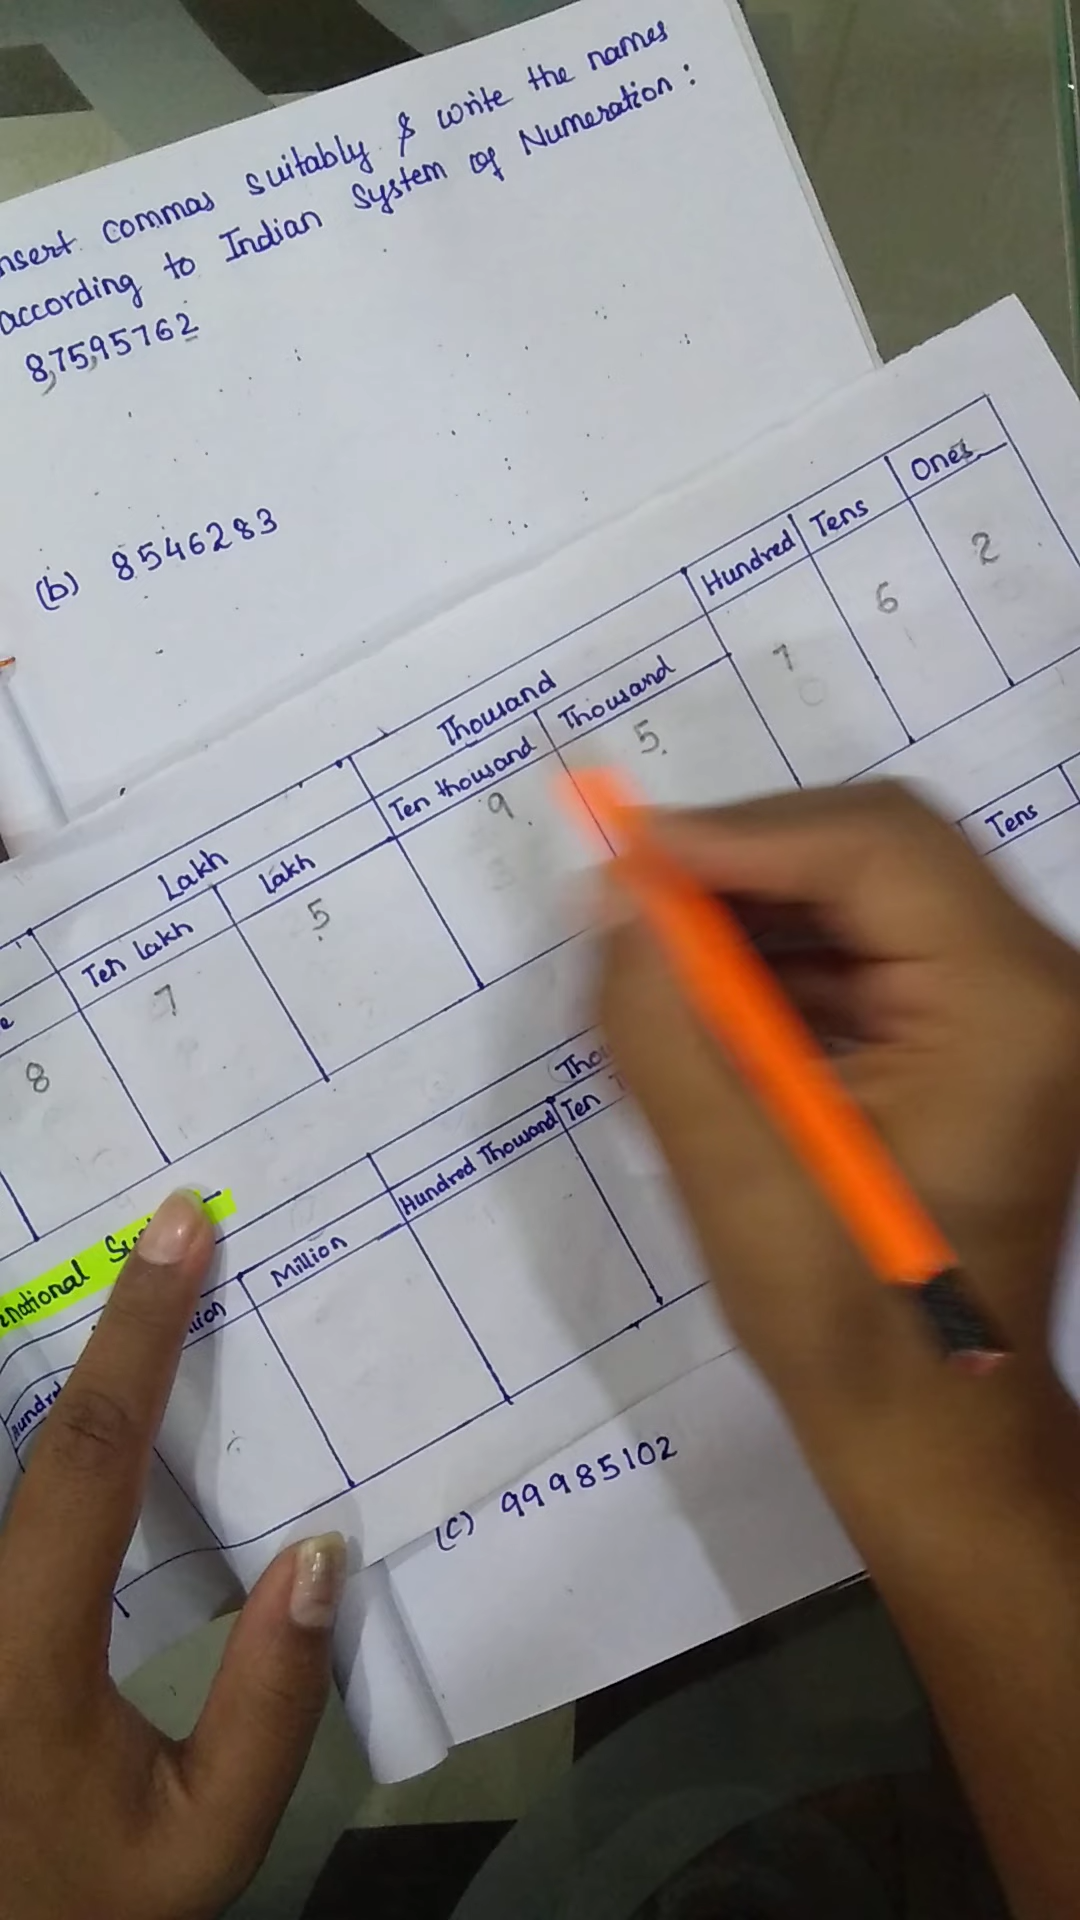 nsert commas suitably & write the names
according to Indian System of Numeration :
8,75,95762
(b) 8546283
Lakh Thousand Hundred Tens Ones
e Ten Lakh Lakh Ten thousand Thousand
8 7 5 9 5 7 6 2
Tens
national
Thou
Million Hundred Thousand Ten
(c) 99985102